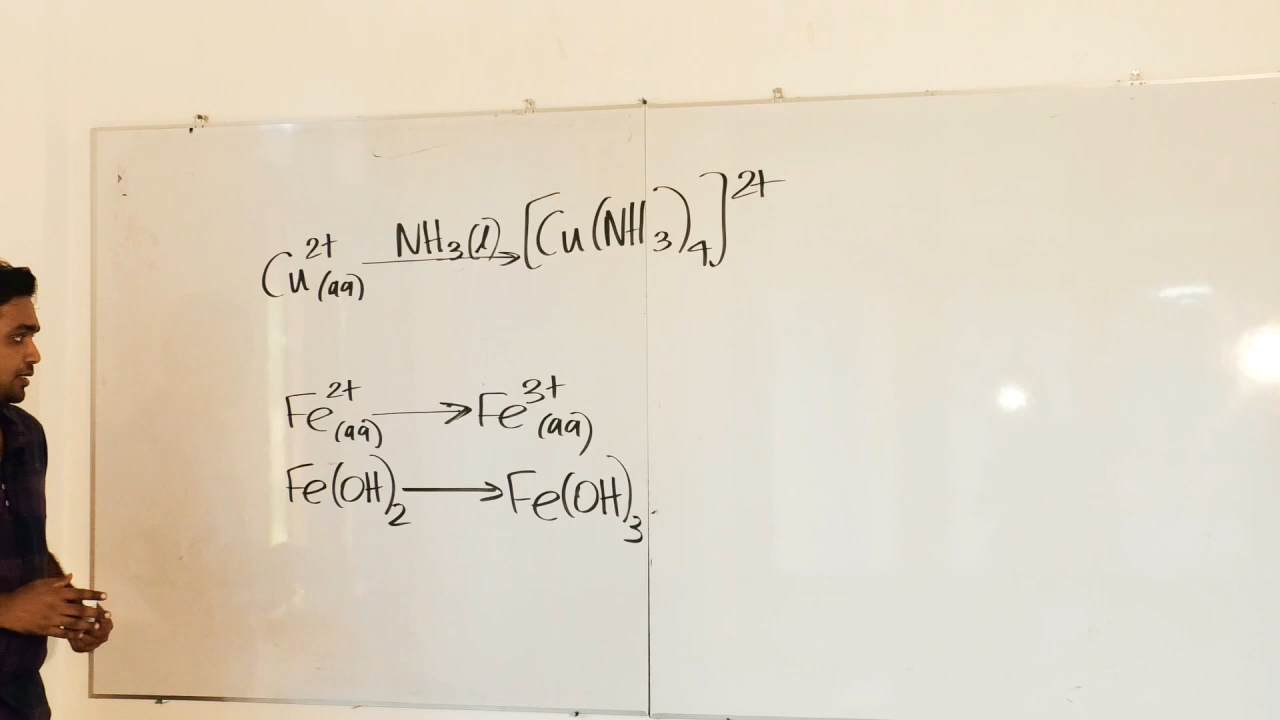 Cu²⁺(aq) NH₃(l)→ [Cu(NH₃)₄]²⁺
Fe²⁺(aq) → Fe³⁺(aq)
Fe(OH)₂ → Fe(OH)₃